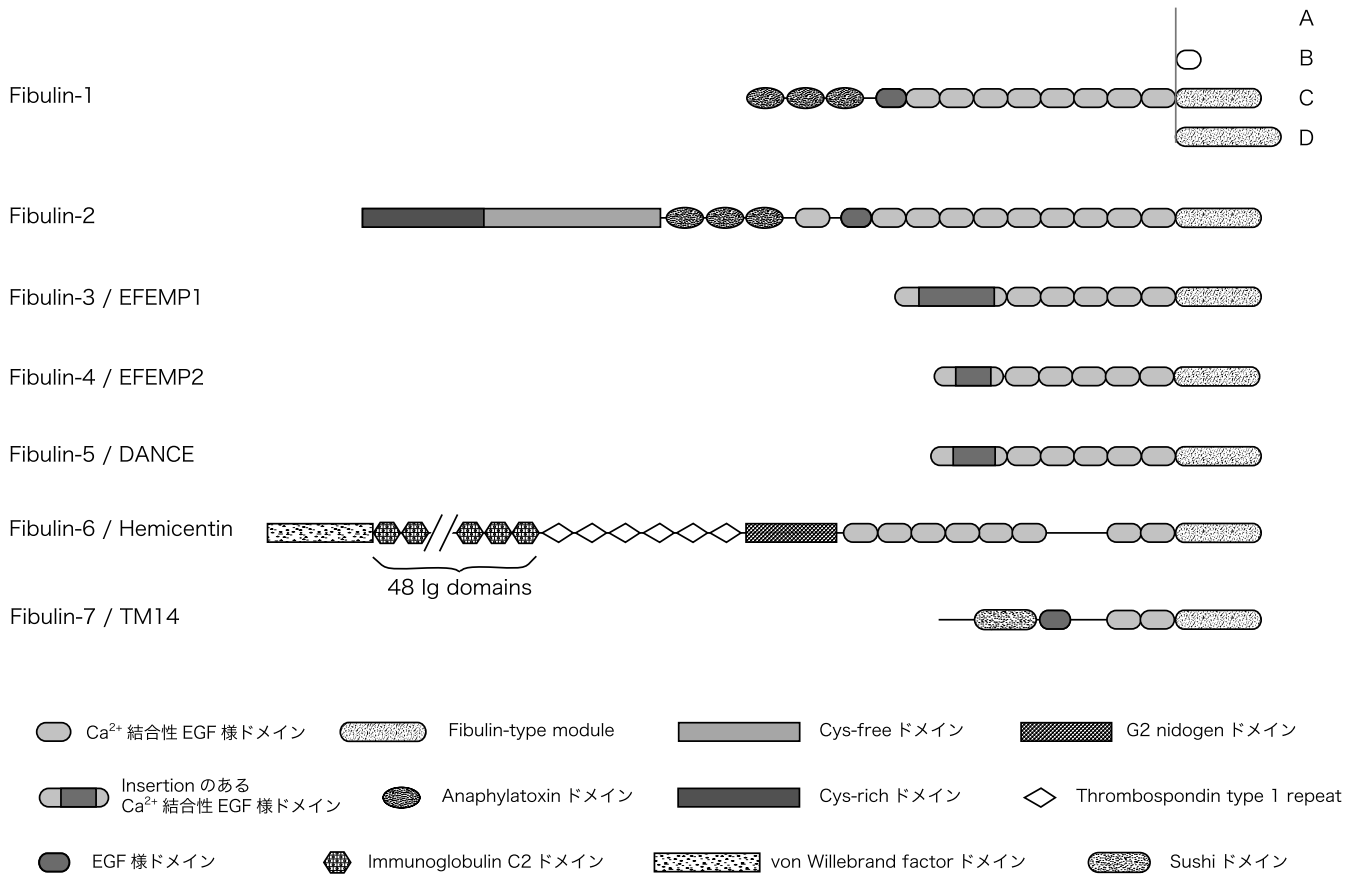 A
B
Fibulin-1
C
D
Fibulin-2
Fibulin-3 / EFEMP1
Fibulin-4 / EFEMP2
Fibulin-5 / DANCE
Fibulin-6 / Hemicentin
48 Ig domains
Fibulin-7 / TM14
Ca²⁺ 結合性 EGF 様ドメイン
Fibulin-type module
Cys-free ドメイン
G2 nidogen ドメイン
Insertion のある
Ca²⁺ 結合性 EGF 様ドメイン
Anaphylatoxin ドメイン
Cys-rich ドメイン
Thrombospondin type 1 repeat
EGF 様ドメイン
Immunoglobulin C2 ドメイン
von Willebrand factor ドメイン
Sushi ドメイン